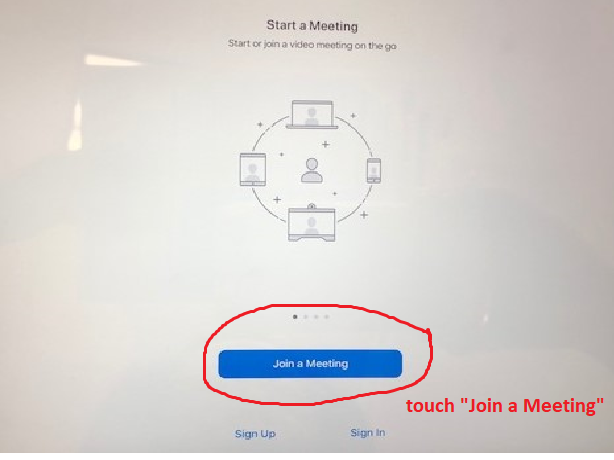 Start a Meeting
Start or join a video meeting on the go
Join a Meeting
touch "Join a Meeting"
Sign Up
Sign In